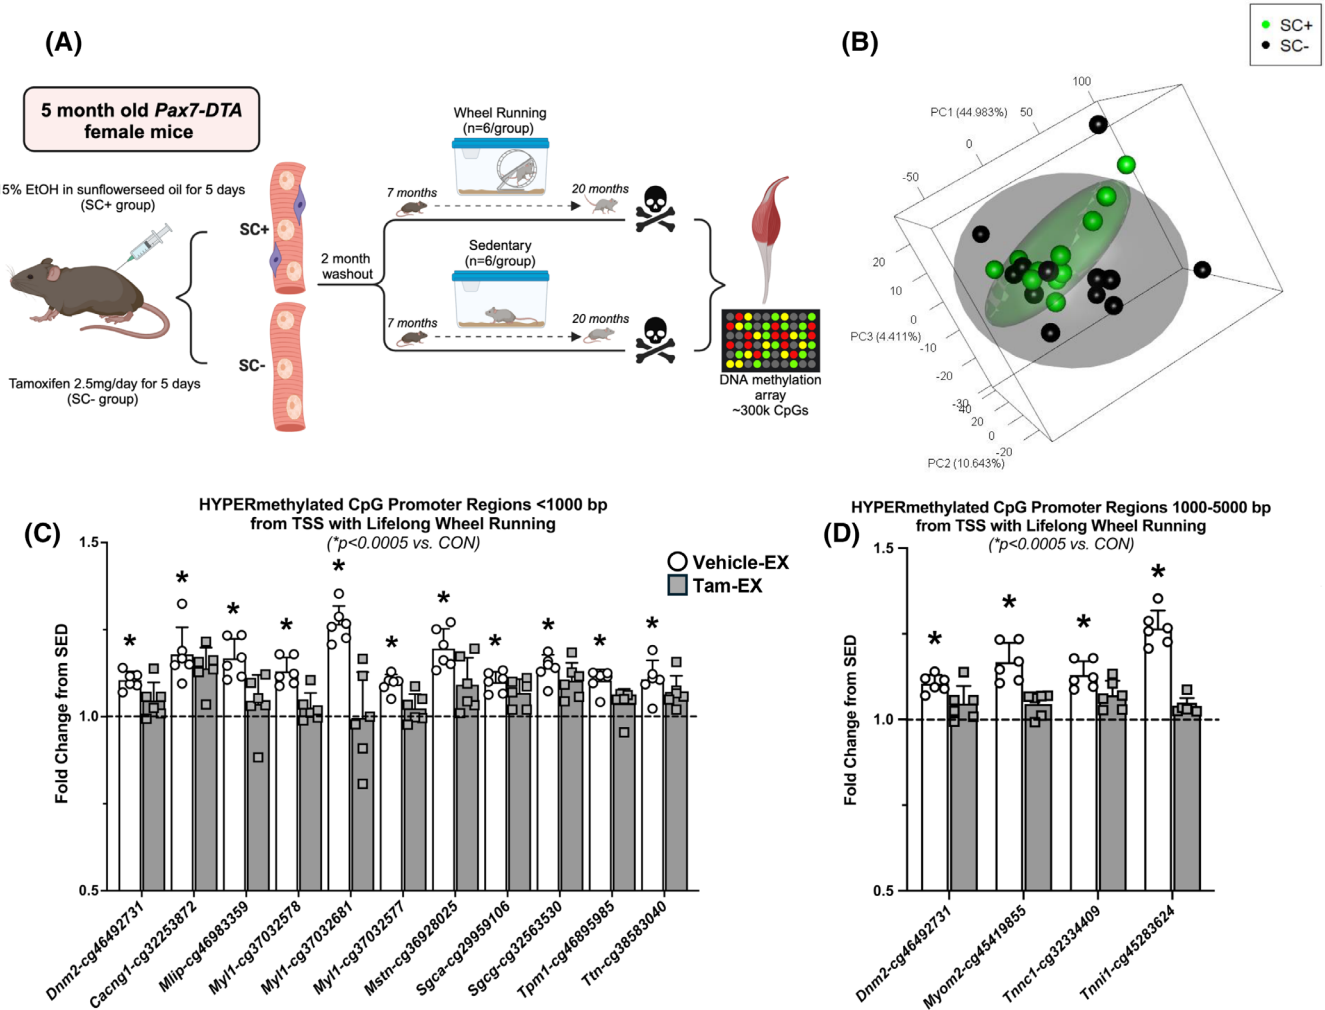 (A)
5 month old Pax7-DTA
female mice
15% EtOH in sunflowerseed oil for 5 days
(SC+ group)
Tamoxifen 2.5mg/day for 5 days
(SC- group)
SC+
SC-
2 month
washout
Wheel Running
(n=6/group)
7 months
20 months
Sedentary
(n=6/group)
7 months
20 months
DNA methylation
array
~300k CpGs
(B)
SC+
SC-
PC1 (44.983%)
100
50
0
-50
20
10
0
PC3 (4.411%)
-10
-20
-30
40
20
0
-20
PC2 (10.643%)
(C)
HYPERmethylated CpG Promoter Regions <1000 bp
from TSS with Lifelong Wheel Running
(*p<0.0005 vs. CON)
Vehicle-EX
Tam-EX
Fold Change from SED
1.5
1.0
0.5
* * * * * * * * * * *
Dnm2-cg46492731
Cacng1-cg32253872
Mlip-cg46983359
Myl1-cg37032578
Myl1-cg37032681
Myl1-cg37032577
Mstn-cg36928025
Sgca-cg29959106
Sgcg-cg32563530
Tpm1-cg46895985
Ttn-cg38583040
(D)
HYPERmethylated CpG Promoter Regions 1000-5000 bp
from TSS with Lifelong Wheel Running
(*p<0.0005 vs. CON)
Fold Change from SED
1.5
1.0
0.5
* * * *
Dnm2-cg46492731
Myom2-cg45419855
Tnnc1-cg32334409
Tnni1-cg45283624